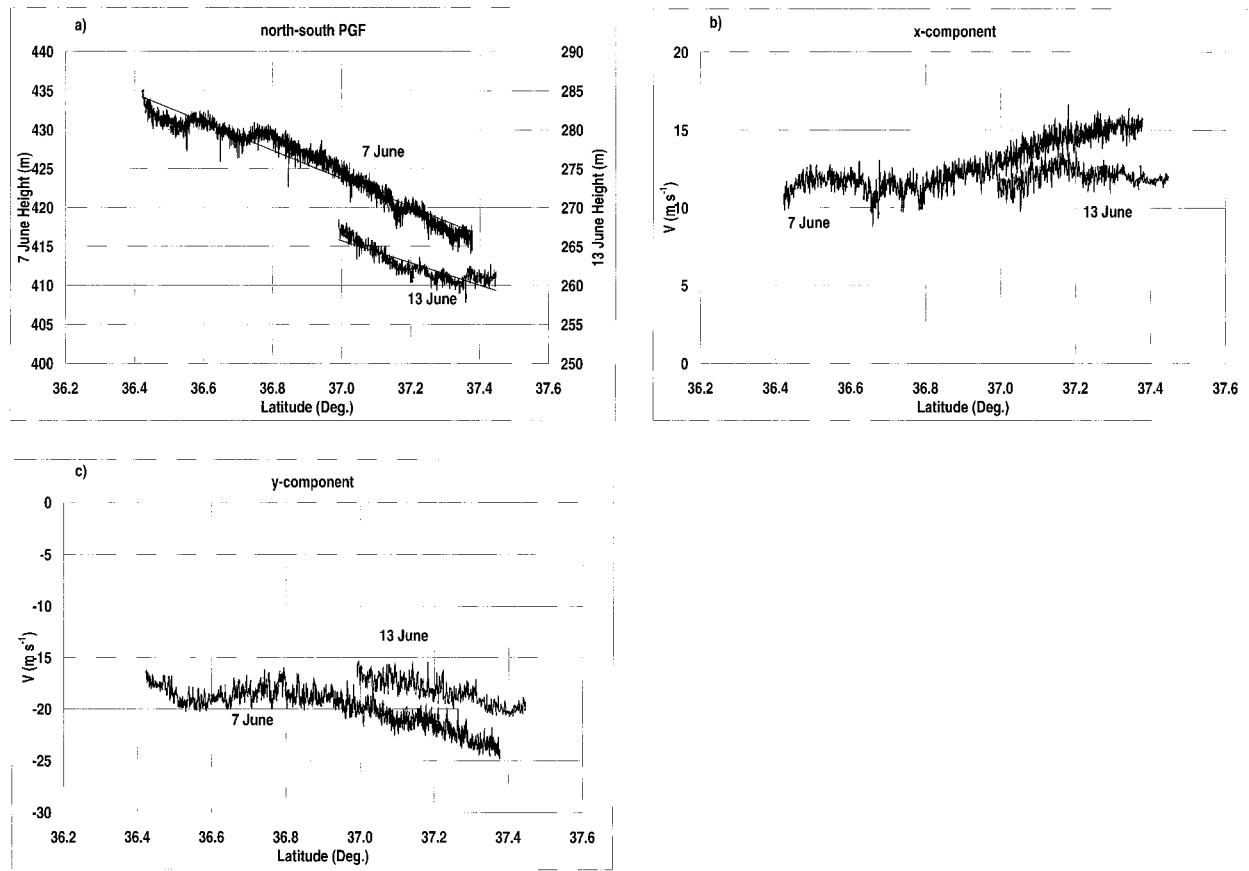 a)
north-south PGF
440
435
430
425
420
415
410
405
400
290
285
280
275
270
265
260
255
250
7 June Height (m)
13 June Height (m)
7 June
13 June
36.2 36.4 36.6 36.8 37.0 37.2 37.4 37.6
Latitude (Deg.)
b)
x-component
20
15
10
5
0
V (m s⁻¹)
7 June
13 June
36.2 36.4 36.6 36.8 37.0 37.2 37.4 37.6
Latitude (Deg.)
c)
y-component
0
-5
-10
-15
-20
-25
-30
V (m s⁻¹)
13 June
7 June
36.2 36.4 36.6 36.8 37.0 37.2 37.4 37.6
Latitude (Deg.)